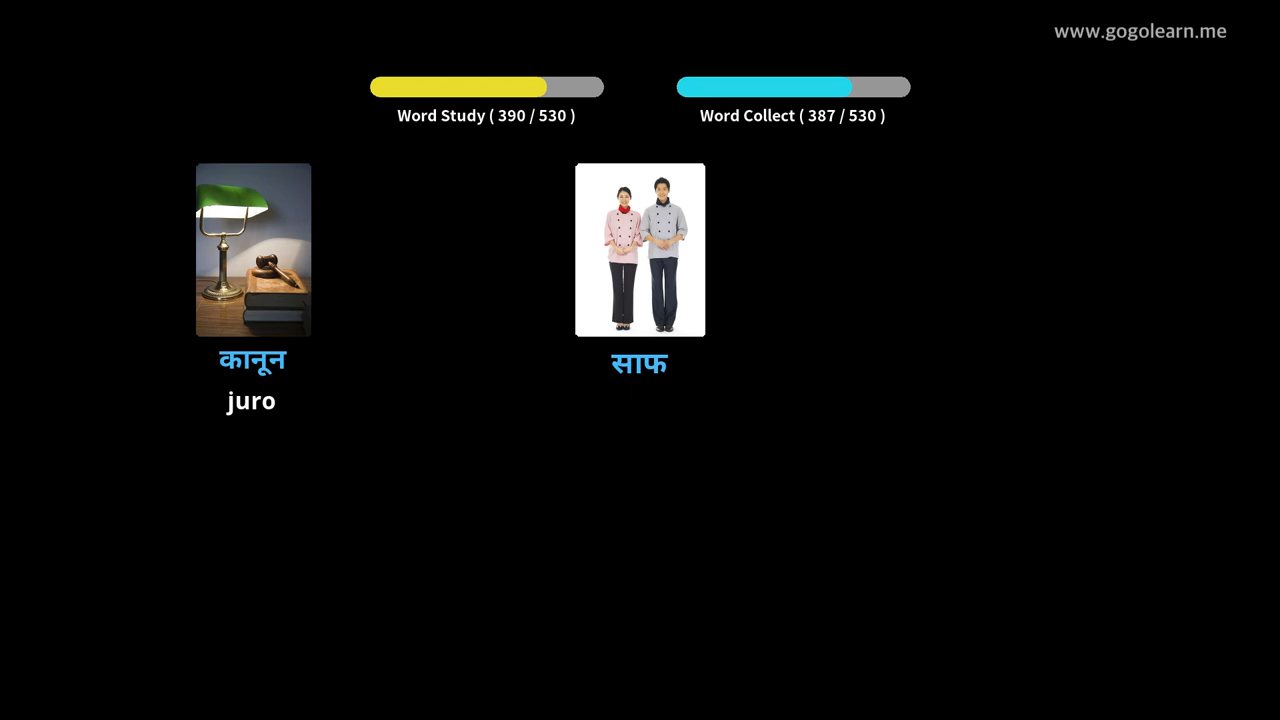 www.gogolearn.me
Word Study ( 390 / 530 )
Word Collect ( 387 / 530 )
कानून
juro
साफ